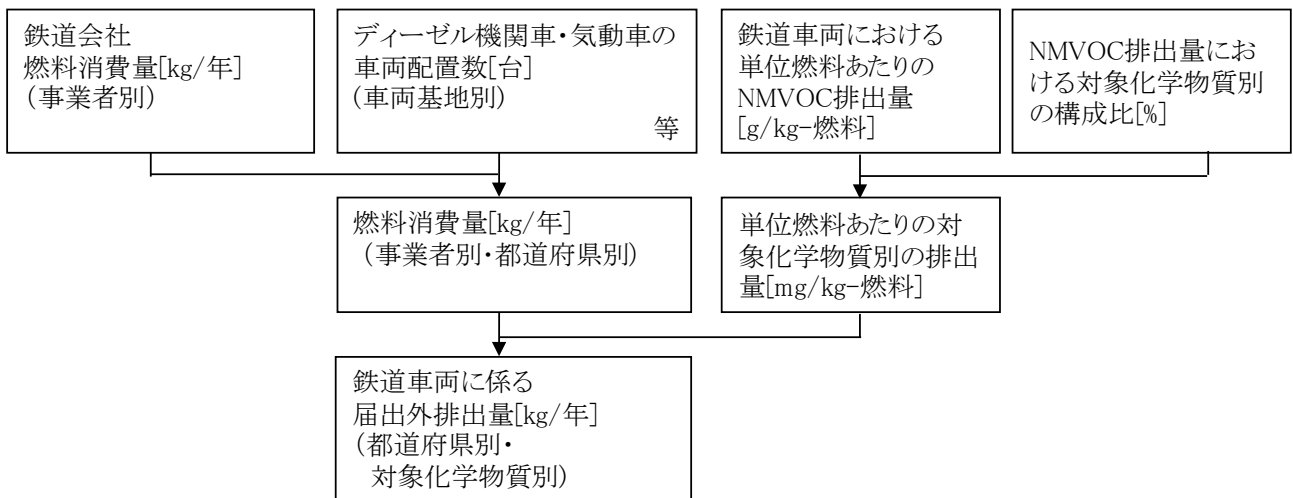 鉄道会社
燃料消費量[kg/年]
(事業者別)
ディーゼル機関車・気動車の
車両配置数[台]
(車両基地別)
等
鉄道車両における
単位燃料あたりの
NMVOC排出量
[g/kg-燃料]
NMVOC排出量にお
ける対象化学物質別
の構成比[%]
燃料消費量[kg/年]
(事業者別・都道府県別)
単位燃料あたりの対
象化学物質別の排出
量[mg/kg-燃料]
鉄道車両に係る
届出外排出量[kg/年]
(都道府県別・
対象化学物質別)